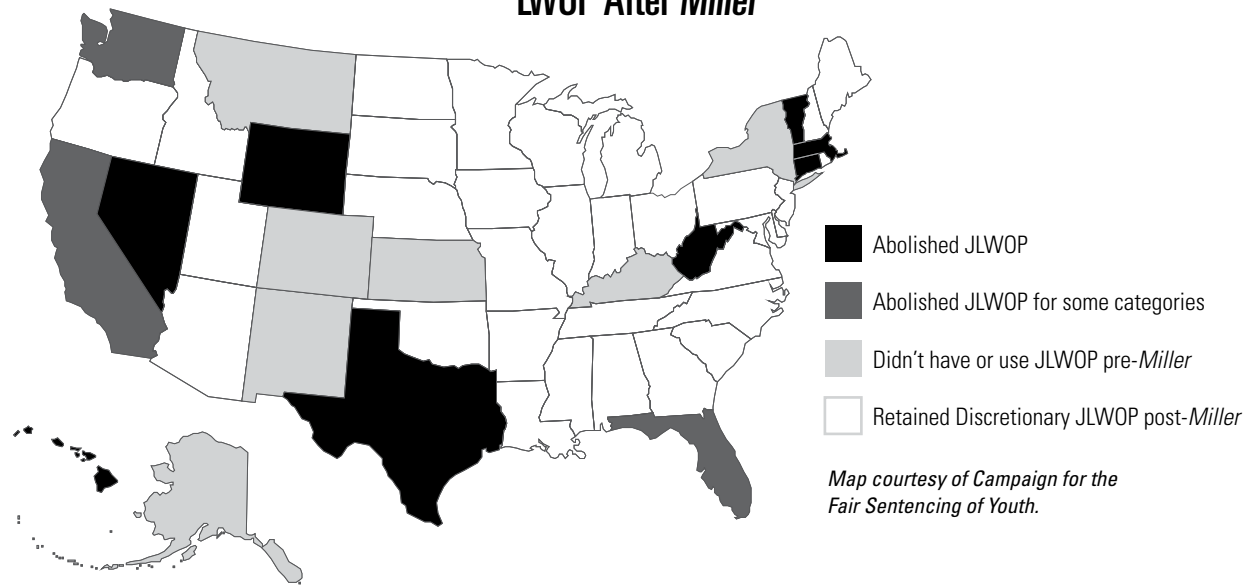 LWOP After Miller
Abolished JLWOP
Abolished JLWOP for some categories
Didn't have or use JLWOP pre-Miller
Retained Discretionary JLWOP post-Miller
Map courtesy of Campaign for the
Fair Sentencing of Youth.